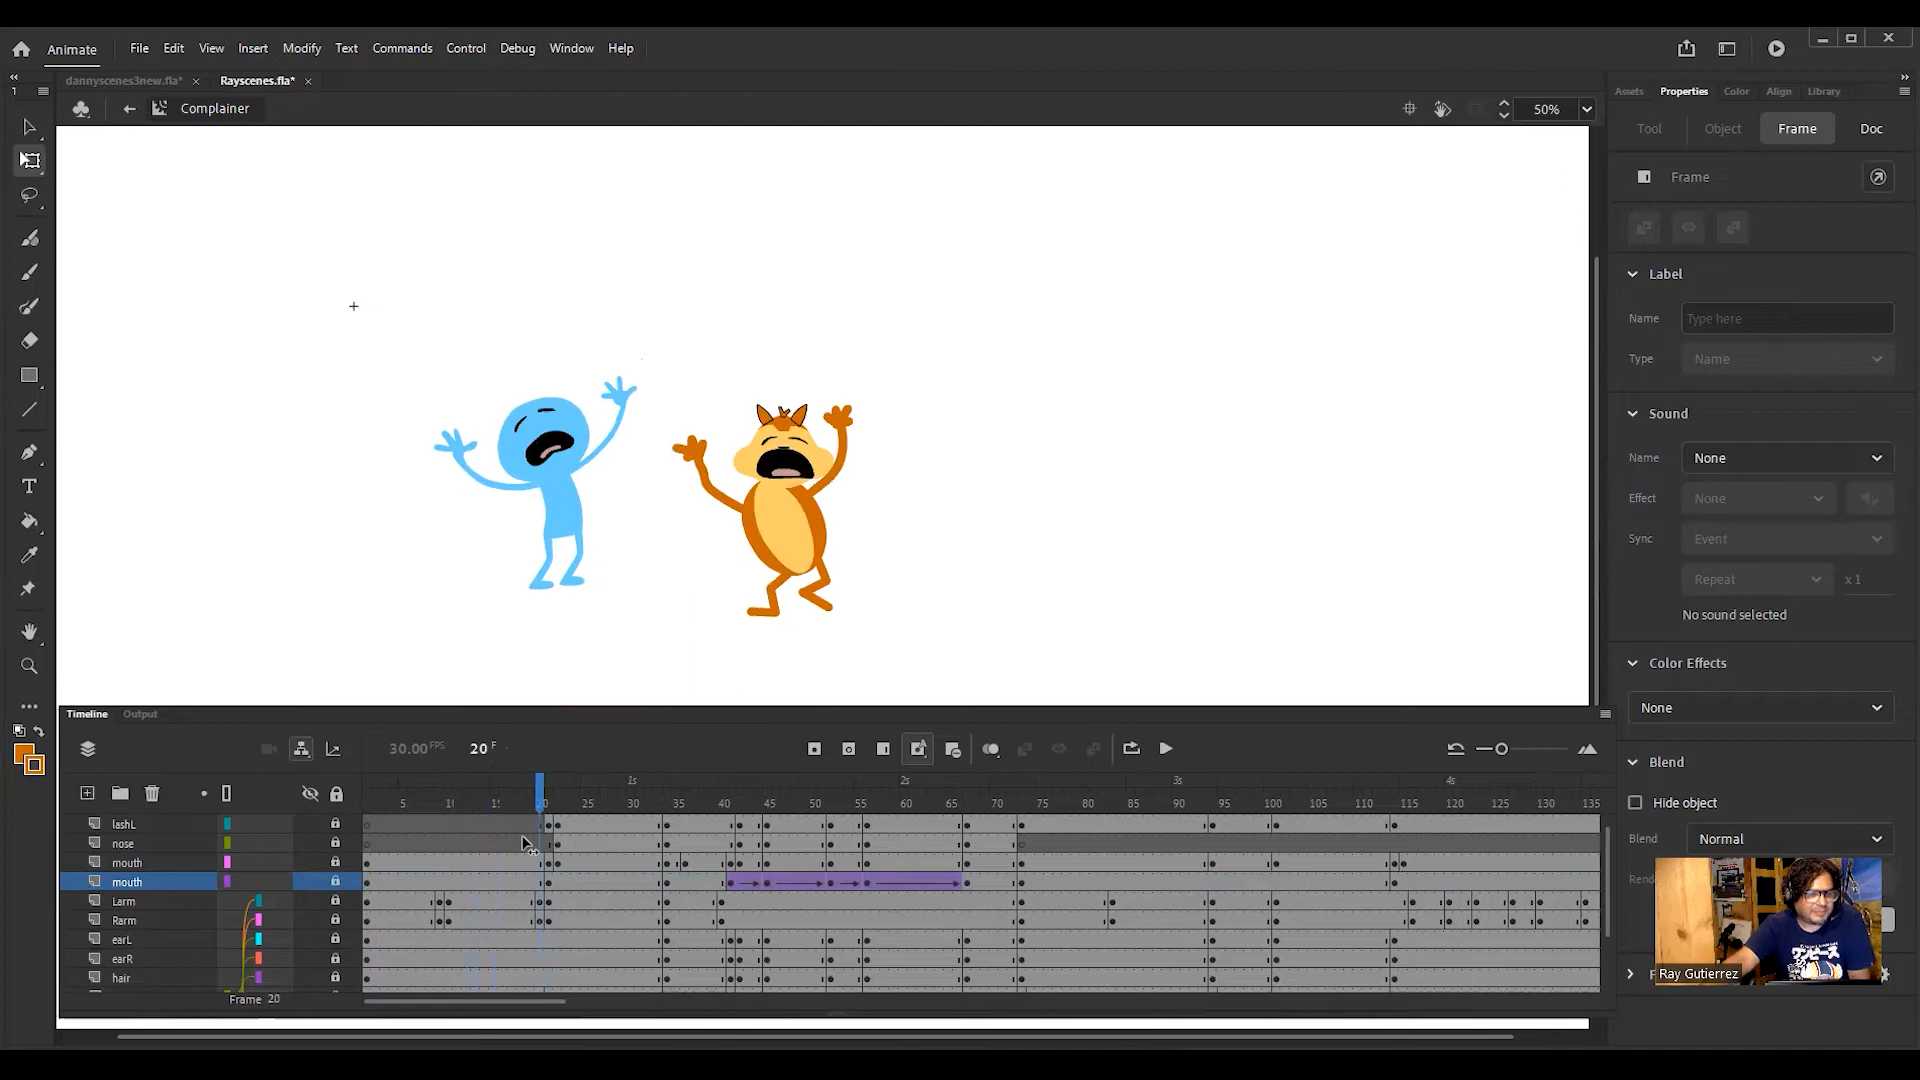 Animate File Edit View Insert Modify Text Commands Control Debug Window Help
dannyscenes3new.fla* × Rayscenes.fla* ×
Complainer 50%
Assets Properties Color Align Library
Tool Object Frame Doc
Frame
Label
Name Type here
Type Name
Sound
Name None
Effect None
Sync Event
Repeat x 1
No sound selected
Color Effects
None
Blend
Hide object
Blend Normal
Timeline Output
30.00 FPS 20 F
1s 2s 3s 4s
5 10 20 25 30 35 40 45 50 55 60 65 70 75 80 85 90 95 100 105 110 115 120 125 130 135
lashL
nose
mouth
mouth
Larm
Rarm
earL
earR
hair
Frame 20
Ray Gutierrez